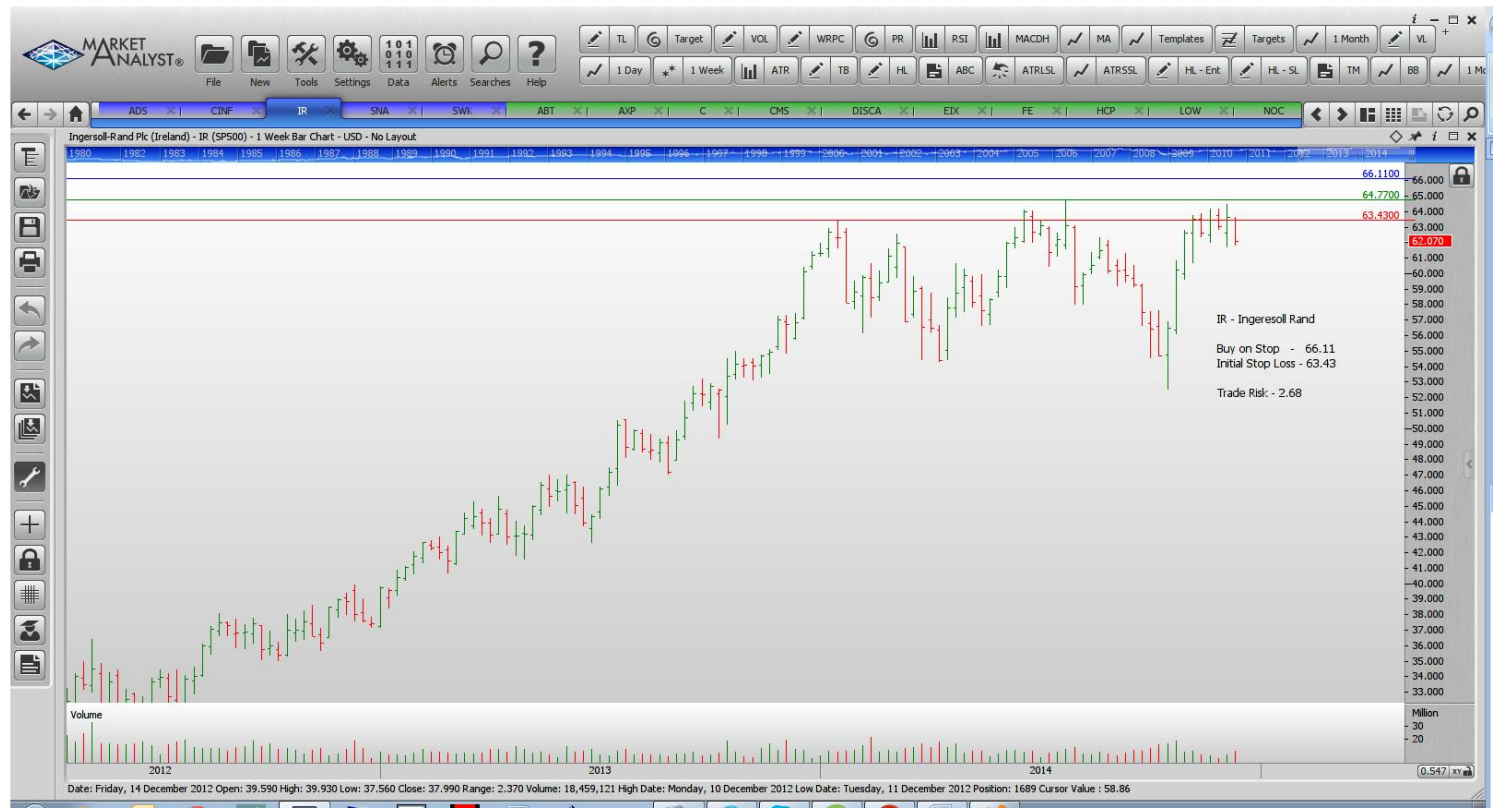 MARKET
ANALYST®
File New Tools Settings Data Alerts Searches Help
TL Target VOL WRPC PR RSI MACDH MA Templates Targets 1 Month VL
1 Day 1 Week ATR TB HL ABC ATRLSL ATRSSL HL - Ent HL - SL TM BB
ADS CINF IR SNA SWK ABT AXP C CMS DISCA EIX FE HCP LOW NOC
Ingersoll-Rand Plc (Ireland) - IR (SP500) - 1 Week Bar Chart - USD - No Layout
1980 1982 1983 1984 1985 1986 1987 1988 1989 1990 1991 1992 1993 1994 1995 1996 1997 1998 1999 2000 2001 2002 2003 2004 2005 2006 2007 2008 2009 2010 2011 2012 2013 2014
66.1100
66.000
64.7700
65.000
64.000
63.4300
63.000
62.070
61.000
60.000
59.000
58.000
IR - Ingeresoll Rand
57.000
56.000
Buy on Stop - 66.11
55.000
Initial Stop Loss - 63.43
54.000
53.000
Trade Risk - 2.68
52.000
51.000
50.000
49.000
48.000
47.000
46.000
45.000
44.000
43.000
42.000
41.000
40.000
39.000
38.000
37.000
36.000
35.000
34.000
33.000
Volume
Million
30
20
2012 2013 2014
0.547 XY
Date: Friday, 14 December 2012 Open: 39.590 High: 39.930 Low: 37.560 Close: 37.990 Range: 2.370 Volume: 18,459,121 High Date: Monday, 10 December 2012 Low Date: Tuesday, 11 December 2012 Position: 1689 Cursor Value : 58.86